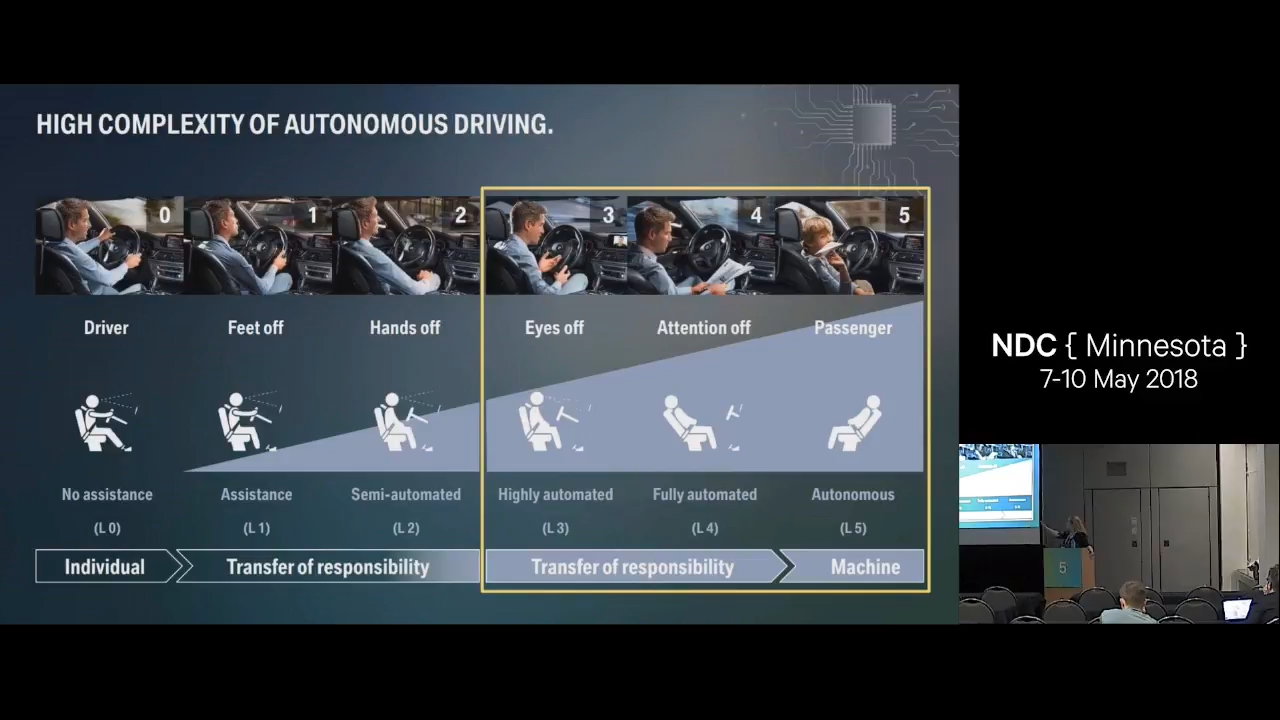 HIGH COMPLEXITY OF AUTONOMOUS DRIVING.
0 1 2 3 4 5
Driver Feet off Hands off Eyes off Attention off Passenger
No assistance Assistance Semi-automated Highly automated Fully automated Autonomous
(L 0) (L 1) (L 2) (L 3) (L 4) (L 5)
Individual Transfer of responsibility Transfer of responsibility Machine
NDC { Minnesota }
7-10 May 2018
5